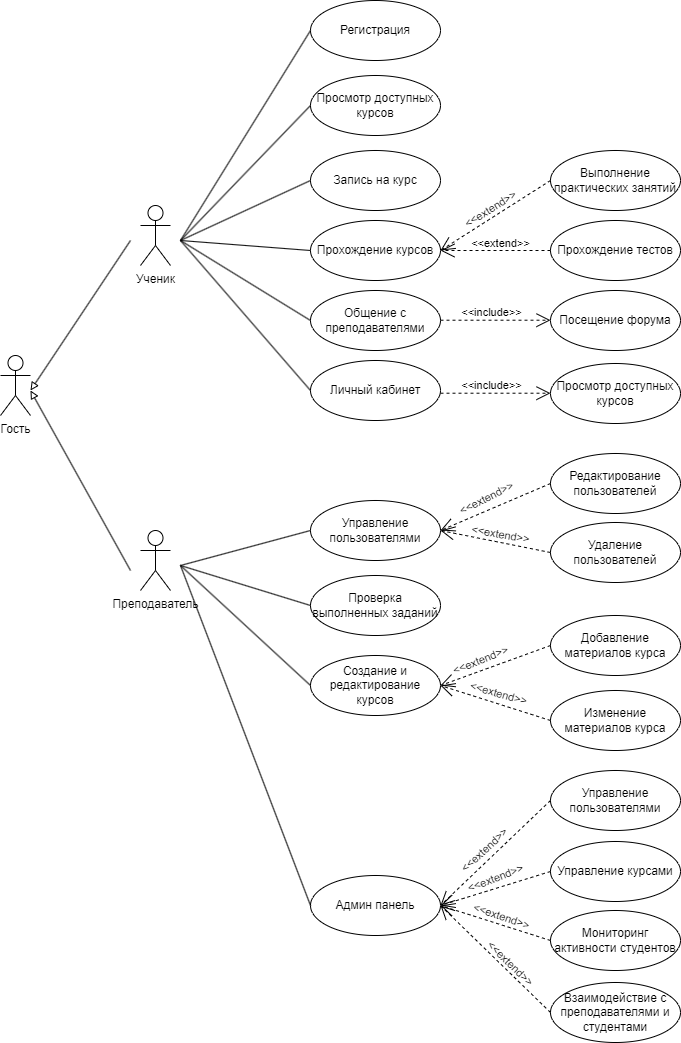 Регистрация
Просмотр доступных
курсов
Запись на курс
Выполнение
практических занятий
<<extend>>
Ученик
Прохождение курсов
<<extend>>
Прохождение тестов
Общение с
преподавателями
<<include>>
Посещение форума
Гость
Личный кабинет
<<include>>
Просмотр доступных
курсов
Редактирование
пользователей
<<extend>>
Преподаватель
Управление
пользователями
<<extend>>
Удаление
пользователей
Проверка
выполненных заданий
Добавление
материалов курса
<<extend>>
Создание и
редактирование
курсов
<<extend>>
Изменение
материалов курса
Управление
пользователями
<<extend>>
Управление курсами
<<extend>>
Админ панель
<<extend>>
Мониторинг
активности студентов
<<extend>>
Взаимодействие с
преподавателями и
студентами